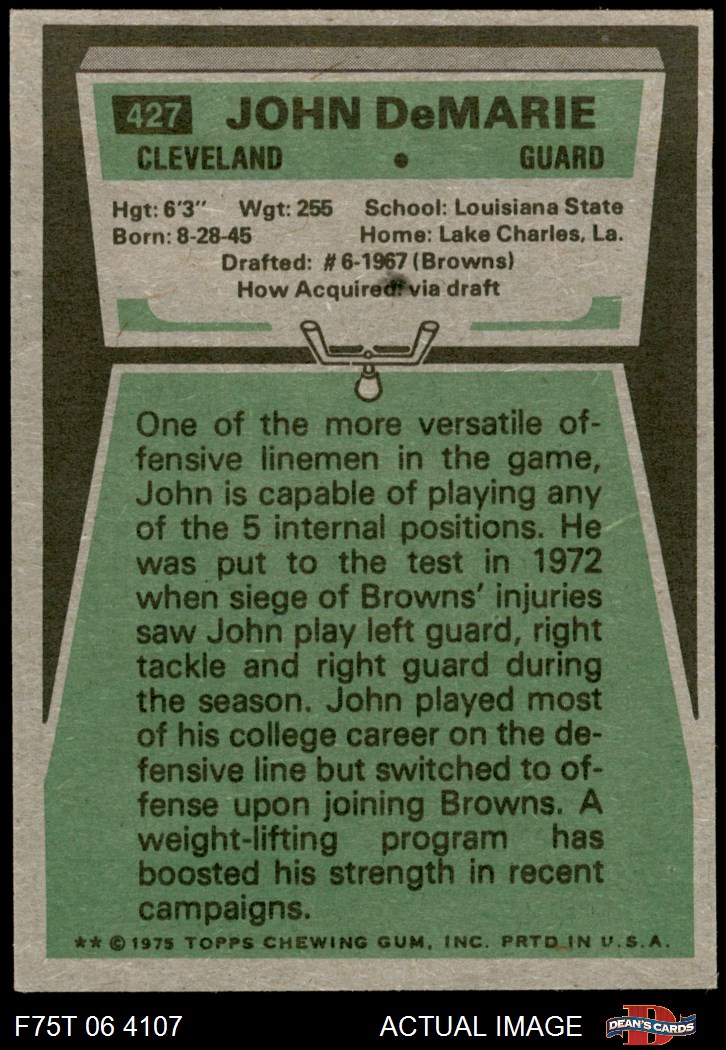 427 JOHN DeMARIE
CLEVELAND • GUARD
Hgt: 6'3" Wgt: 255 School: Louisiana State
Born: 8-28-45 Home: Lake Charles, La.
Drafted: #6-1967 (Browns)
How Acquired: via draft
One of the more versatile of-
fensive linemen in the game,
John is capable of playing any
of the 5 internal positions. He
was put to the test in 1972
when siege of Browns' injuries
saw John play left guard, right
tackle and right guard during
the season. John played most
of his college career on the de-
fensive line but switched to of-
fense upon joining Browns. A
weight-lifting program has
boosted his strength in recent
campaigns.
** © 1975 TOPPS CHEWING GUM, INC. PRTD IN U.S.A.
F75T 06 4107 ACTUAL IMAGE
D
DEAN'S CARDS